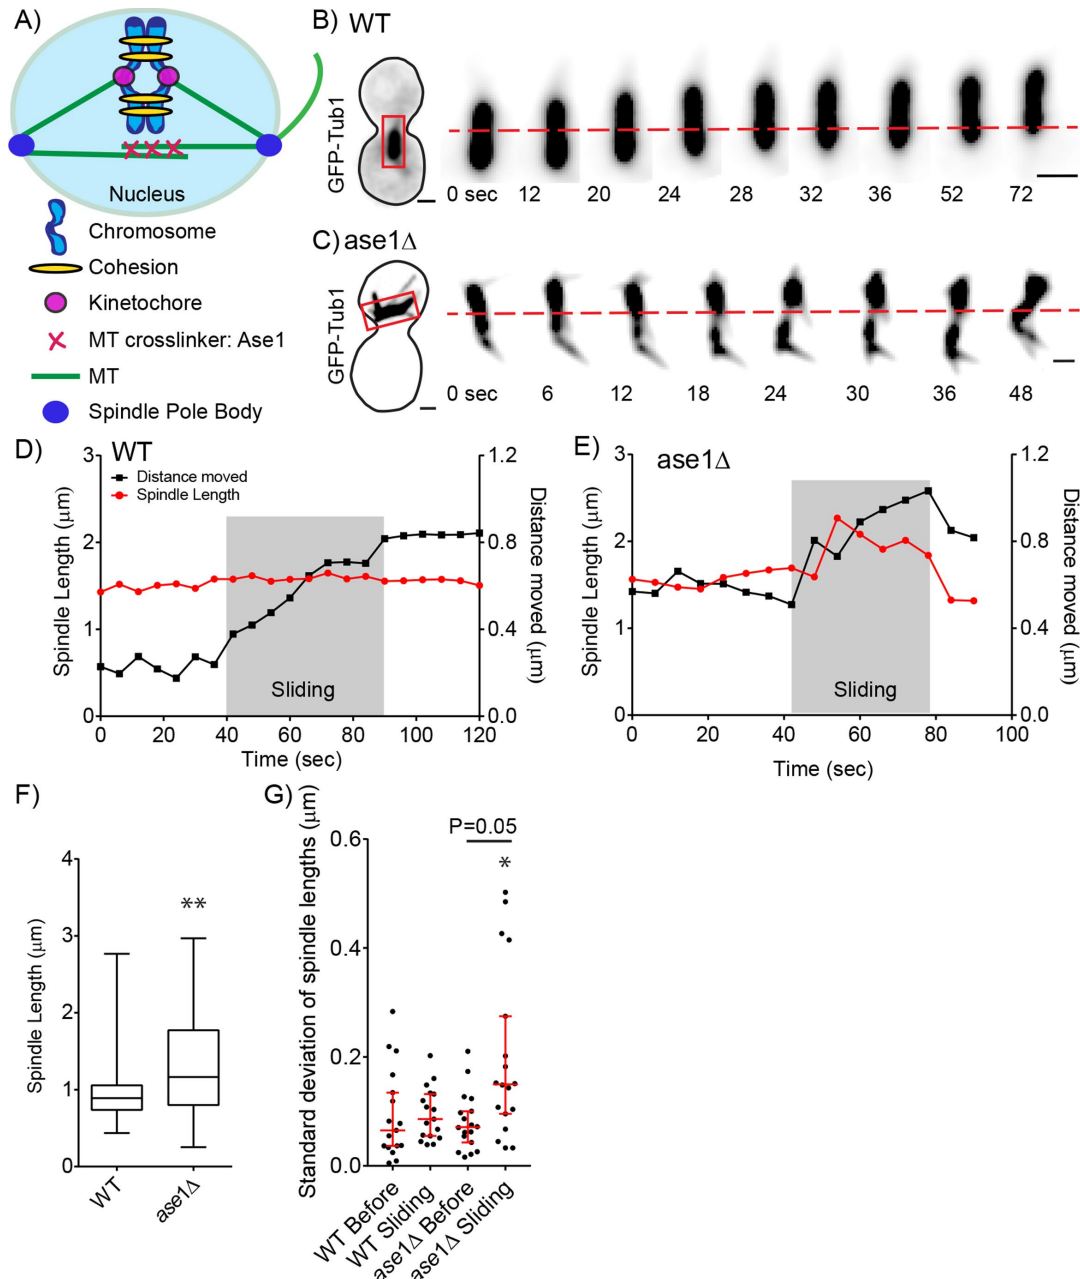 A)
Nucleus
Chromosome
Cohesion
Kinetochore
MT crosslinker: Ase1
MT
Spindle Pole Body
B) WT
GFP-Tub1
0 sec 12 20 24 28 32 36 52 72
C) ase1Δ
GFP-Tub1
0 sec 6 12 18 24 30 36 48
D) WT
Distance moved
Spindle Length
Spindle Length (μm)
3
2
1
0
1.2
0.8
0.4
0.0
Distance moved (μm)
Sliding
0 20 40 60 80 100 120
Time (sec)
E) ase1Δ
Spindle Length (μm)
3
2
1
0
1.2
0.8
0.4
0.0
Distance moved (μm)
Sliding
0 20 40 60 80 100
Time (sec)
F)
Spindle Length (μm)
4
3
2
1
0
**
WT
ase1Δ
G)
Standard deviation of spindle lengths (μm)
P=0.05
*
0.6
0.4
0.2
0.0
WT Before
WT Sliding
ase1Δ Before
ase1Δ Sliding